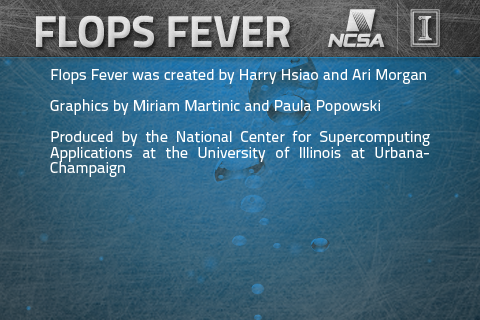 FLOPS FEVER
NCSA
I
Flops Fever was created by Harry Hsiao and Ari Morgan
Graphics by Miriam Martinic and Paula Popowski
Produced by the National Center for Supercomputing
Applications at the University of Illinois at Urbana-
Champaign